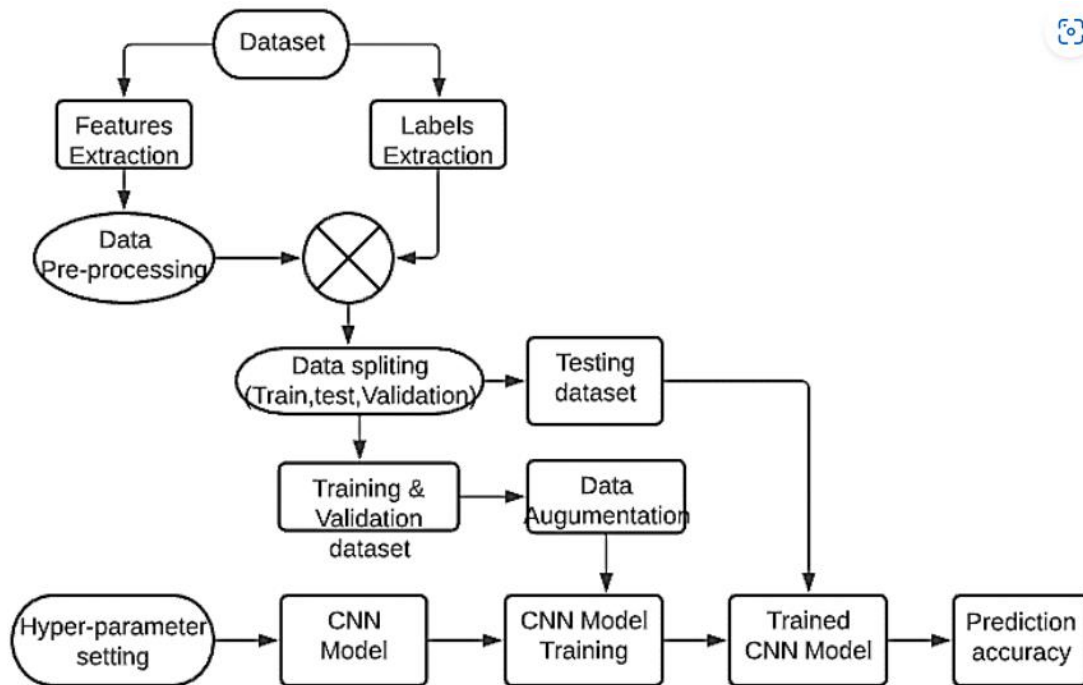 Dataset
Features
Extraction
Labels
Extraction
Data
Pre-processing
Data spliting
(Train,test,Validation)
Testing
dataset
Training &
Validation
dataset
Data
Augumentation
Hyper-parameter
setting
CNN
Model
CNN Model
Training
Trained
CNN Model
Prediction
accuracy